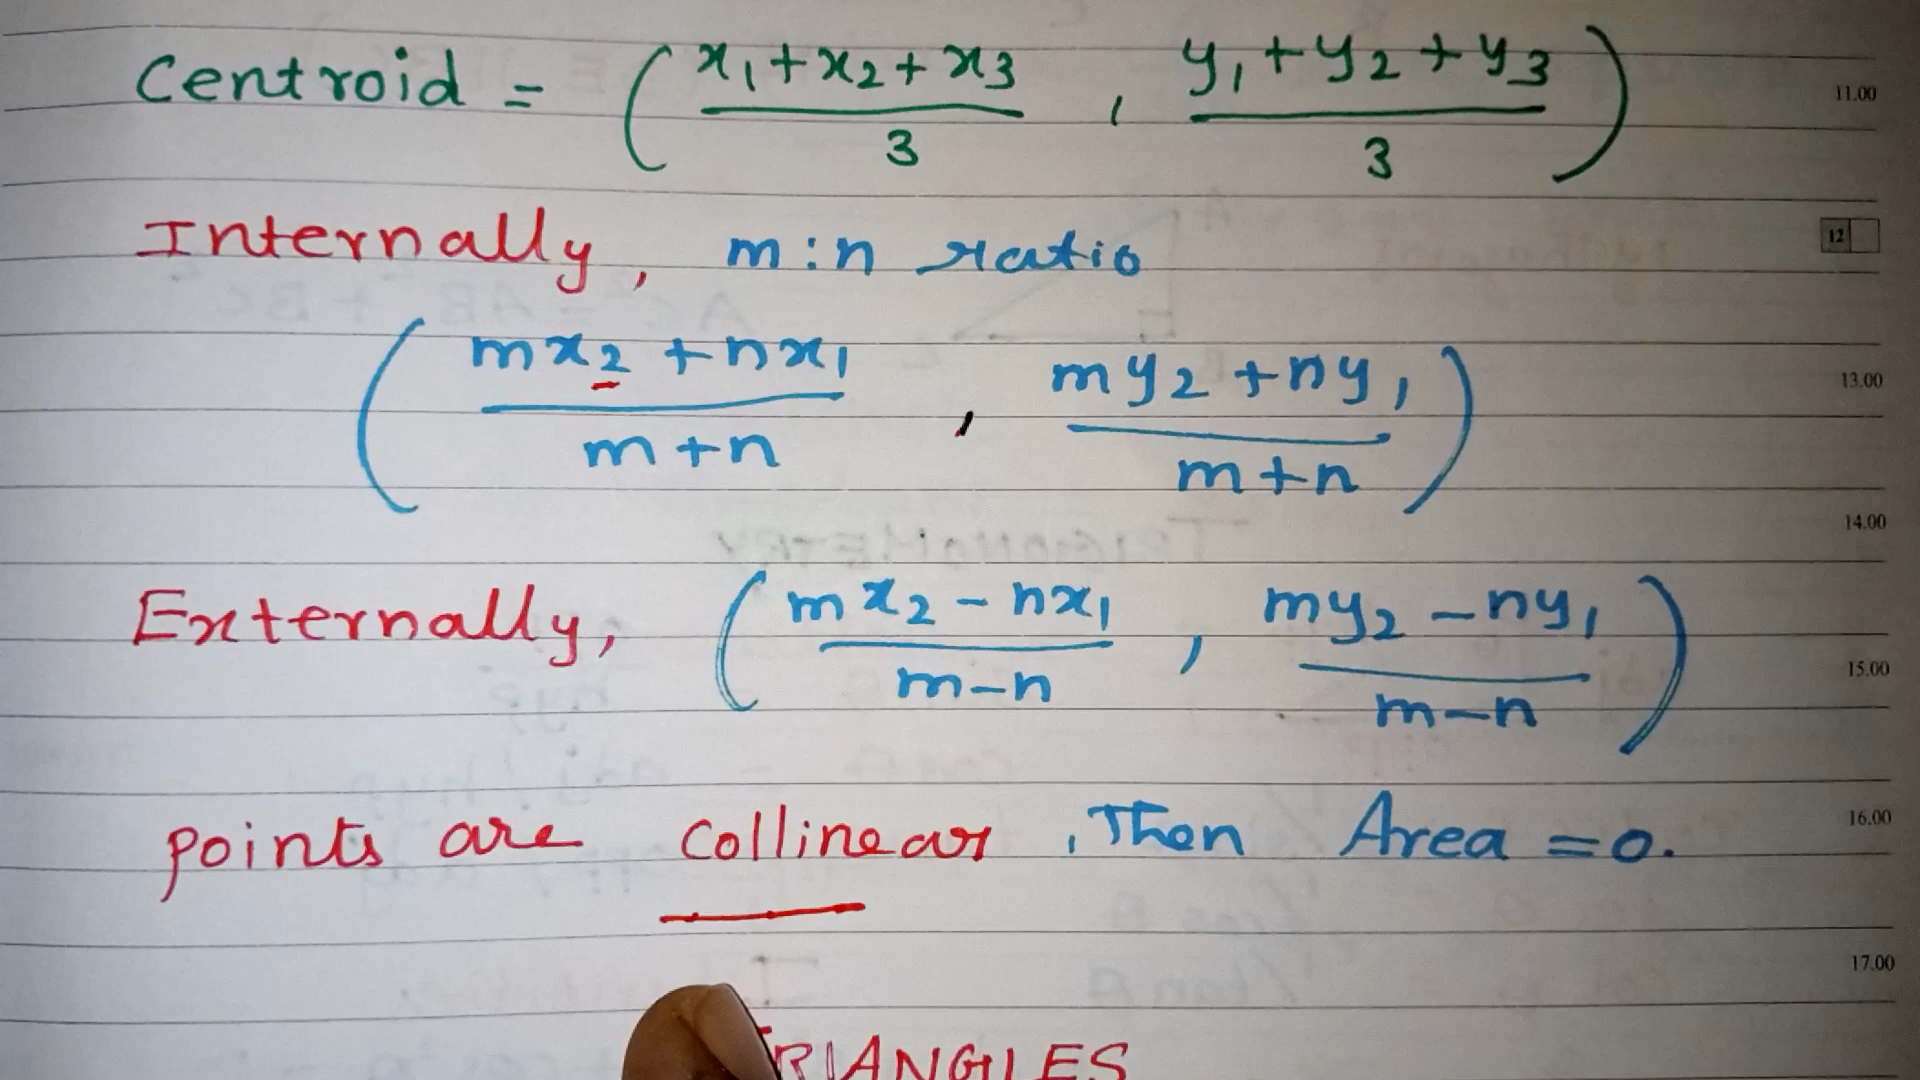 Centroid = ( x1+x2+x3 / 3 , y1+y2+y3 / 3 )
11.00
Internally, m:n ratio
12
( mx2+nx1 / m+n , my2+ny1 / m+n )
13.00
14.00
Externally, ( mx2-nx1 / m-n , my2-ny1 / m-n )
15.00
points are collinear, Then Area =0.
16.00
17.00
RIANGLES